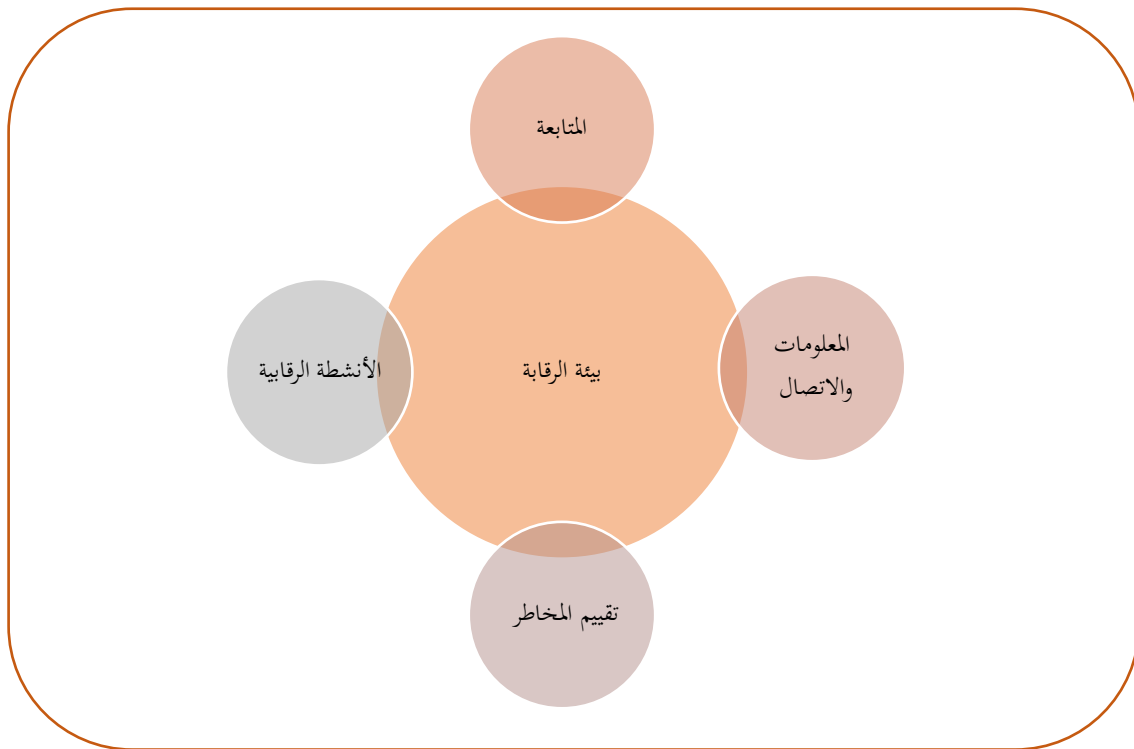 المتابعة
المعلومات
والاتصال
بيئة الرقابة
الأنشطة الرقابية
تقييم المخاطر